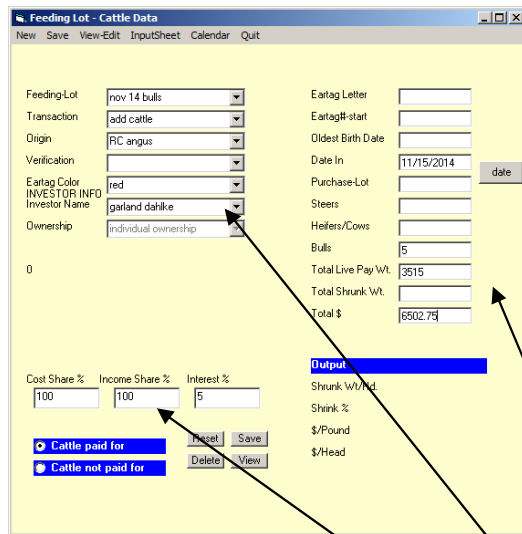 Feeding Lot - Cattle Data
New Save View-Edit InputSheet Calendar Quit
Feeding-Lot nov 14 bulls
Transaction add cattle
Origin RC angus
Verification
Eartag Color red
INVESTOR INFO
Investor Name garland dahlke
Ownership individual ownership
0
Eartag Letter
Eartag#-start
Oldest Birth Date
Date In 11/15/2014 date
Purchase-Lot
Steers
Heifers/Cows
Bulls 5
Total Live Pay Wt. 3515
Total Shrunk Wt.
Total $ 6502.75
Cost Share % Income Share % Interest %
100 100 5
Cattle paid for
Cattle not paid for
Reset Save
Delete View
Output
Shrunk Wt/Hd.
Shrink %
$/Pound
$/Head